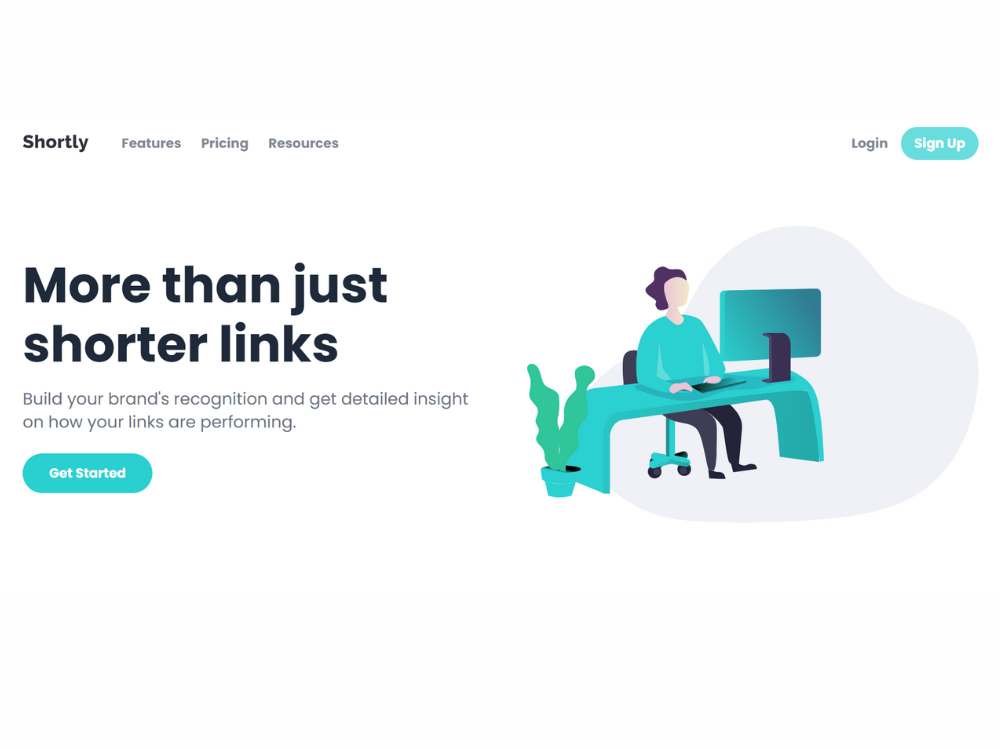 Shortly Features Pricing Resources Login Sign Up
More than just
shorter links
Build your brand's recognition and get detailed insight
on how your links are performing.
Get Started